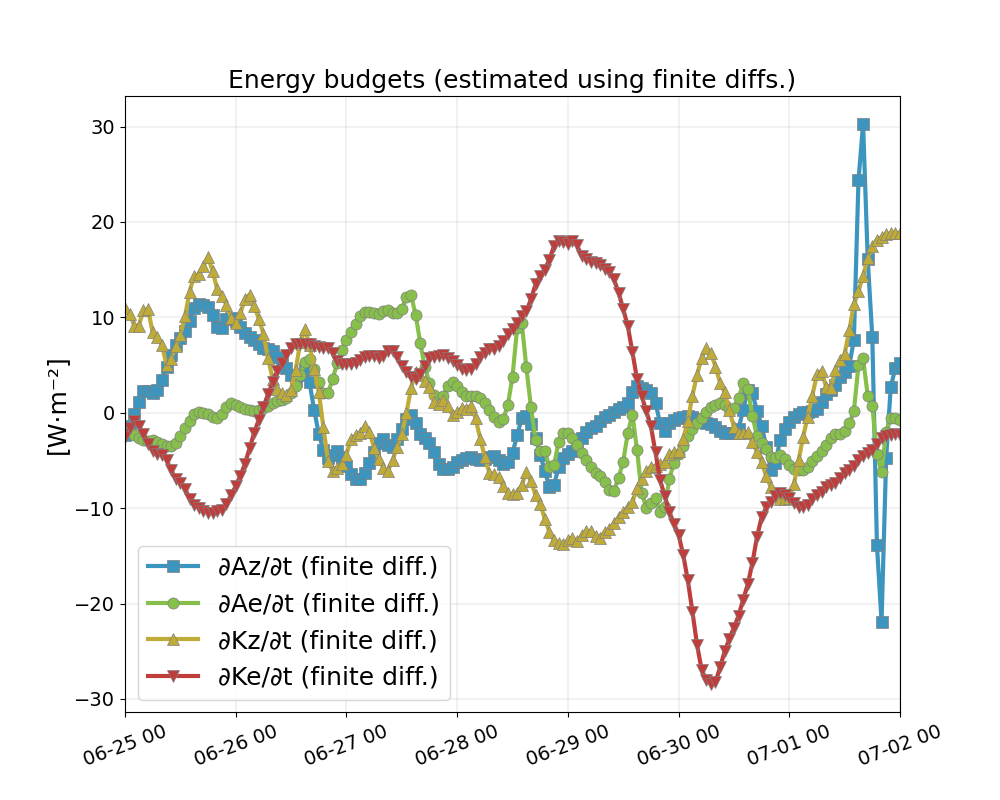 Energy budgets (estimated using finite diffs.)
[W·m⁻²]
30
20
10
0
−10
−20
−30
∂Az/∂t (finite diff.)
∂Ae/∂t (finite diff.)
∂Kz/∂t (finite diff.)
∂Ke/∂t (finite diff.)
06-25 00
06-26 00
06-27 00
06-28 00
06-29 00
06-30 00
07-01 00
07-02 00